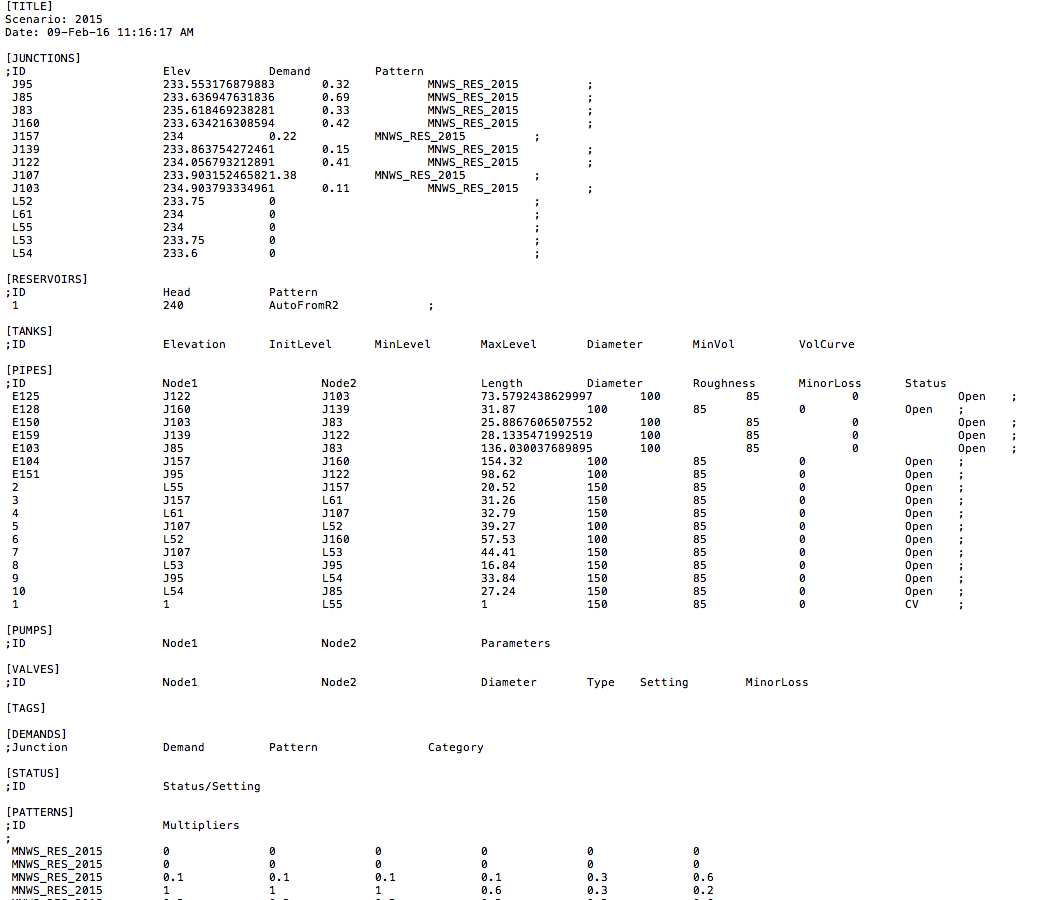 [TITLE]
Scenario: 2015
Date: 09-Feb-16 11:16:17 AM
[JUNCTIONS]
;ID Elev Demand Pattern
J95 233.553176879883 0.32 MNWS_RES_2015 ;
J85 233.636947631836 0.69 MNWS_RES_2015 ;
J83 235.618469238281 0.33 MNWS_RES_2015 ;
J160 233.634216308594 0.42 MNWS_RES_2015 ;
J157 234 0.22 MNWS_RES_2015 ;
J139 233.863754272461 0.15 MNWS_RES_2015 ;
J122 234.056793212891 0.41 MNWS_RES_2015 ;
J107 233.903152465821.38 MNWS_RES_2015 ;
J103 234.903793334961 0.11 MNWS_RES_2015 ;
L52 233.75 0 ;
L61 234 0 ;
L55 234 0 ;
L53 233.75 0 ;
L54 233.6 0 ;
[RESERVOIRS]
;ID Head Pattern
1 240 AutoFromR2 ;
[TANKS]
;ID Elevation InitLevel MinLevel MaxLevel Diameter MinVol VolCurve
[PIPES]
;ID Node1 Node2 Length Diameter Roughness MinorLoss Status
E125 J122 J103 73.5792438629997 100 85 0 Open ;
E128 J160 J139 31.87 100 85 0 Open ;
E150 J103 J83 25.8867606507552 100 85 0 Open ;
E159 J139 J122 28.1335471992519 100 85 0 Open ;
E103 J85 J83 136.030037689895 100 85 0 Open ;
E104 J157 J160 154.32 100 85 0 Open ;
E151 J95 J122 98.62 100 85 0 Open ;
2 L55 J157 20.52 150 85 0 Open ;
3 J157 L61 31.26 150 85 0 Open ;
4 L61 J107 32.79 150 85 0 Open ;
5 J107 L52 39.27 100 85 0 Open ;
6 L52 J160 57.53 100 85 0 Open ;
7 J107 L53 44.41 150 85 0 Open ;
8 L53 J95 16.84 150 85 0 Open ;
9 J95 L54 33.84 150 85 0 Open ;
10 L54 J85 27.24 150 85 0 Open ;
1 1 L55 1 150 85 0 CV ;
[PUMPS]
;ID Node1 Node2 Parameters
[VALVES]
;ID Node1 Node2 Diameter Type Setting MinorLoss
[TAGS]
[DEMANDS]
;Junction Demand Pattern Category
[STATUS]
;ID Status/Setting
[PATTERNS]
;ID Multipliers
;
MNWS_RES_2015 0 0 0 0 0 0
MNWS_RES_2015 0 0 0 0 0 0
MNWS_RES_2015 0.1 0.1 0.1 0.1 0.3 0.6
MNWS_RES_2015 1 1 1 0.6 0.3 0.2